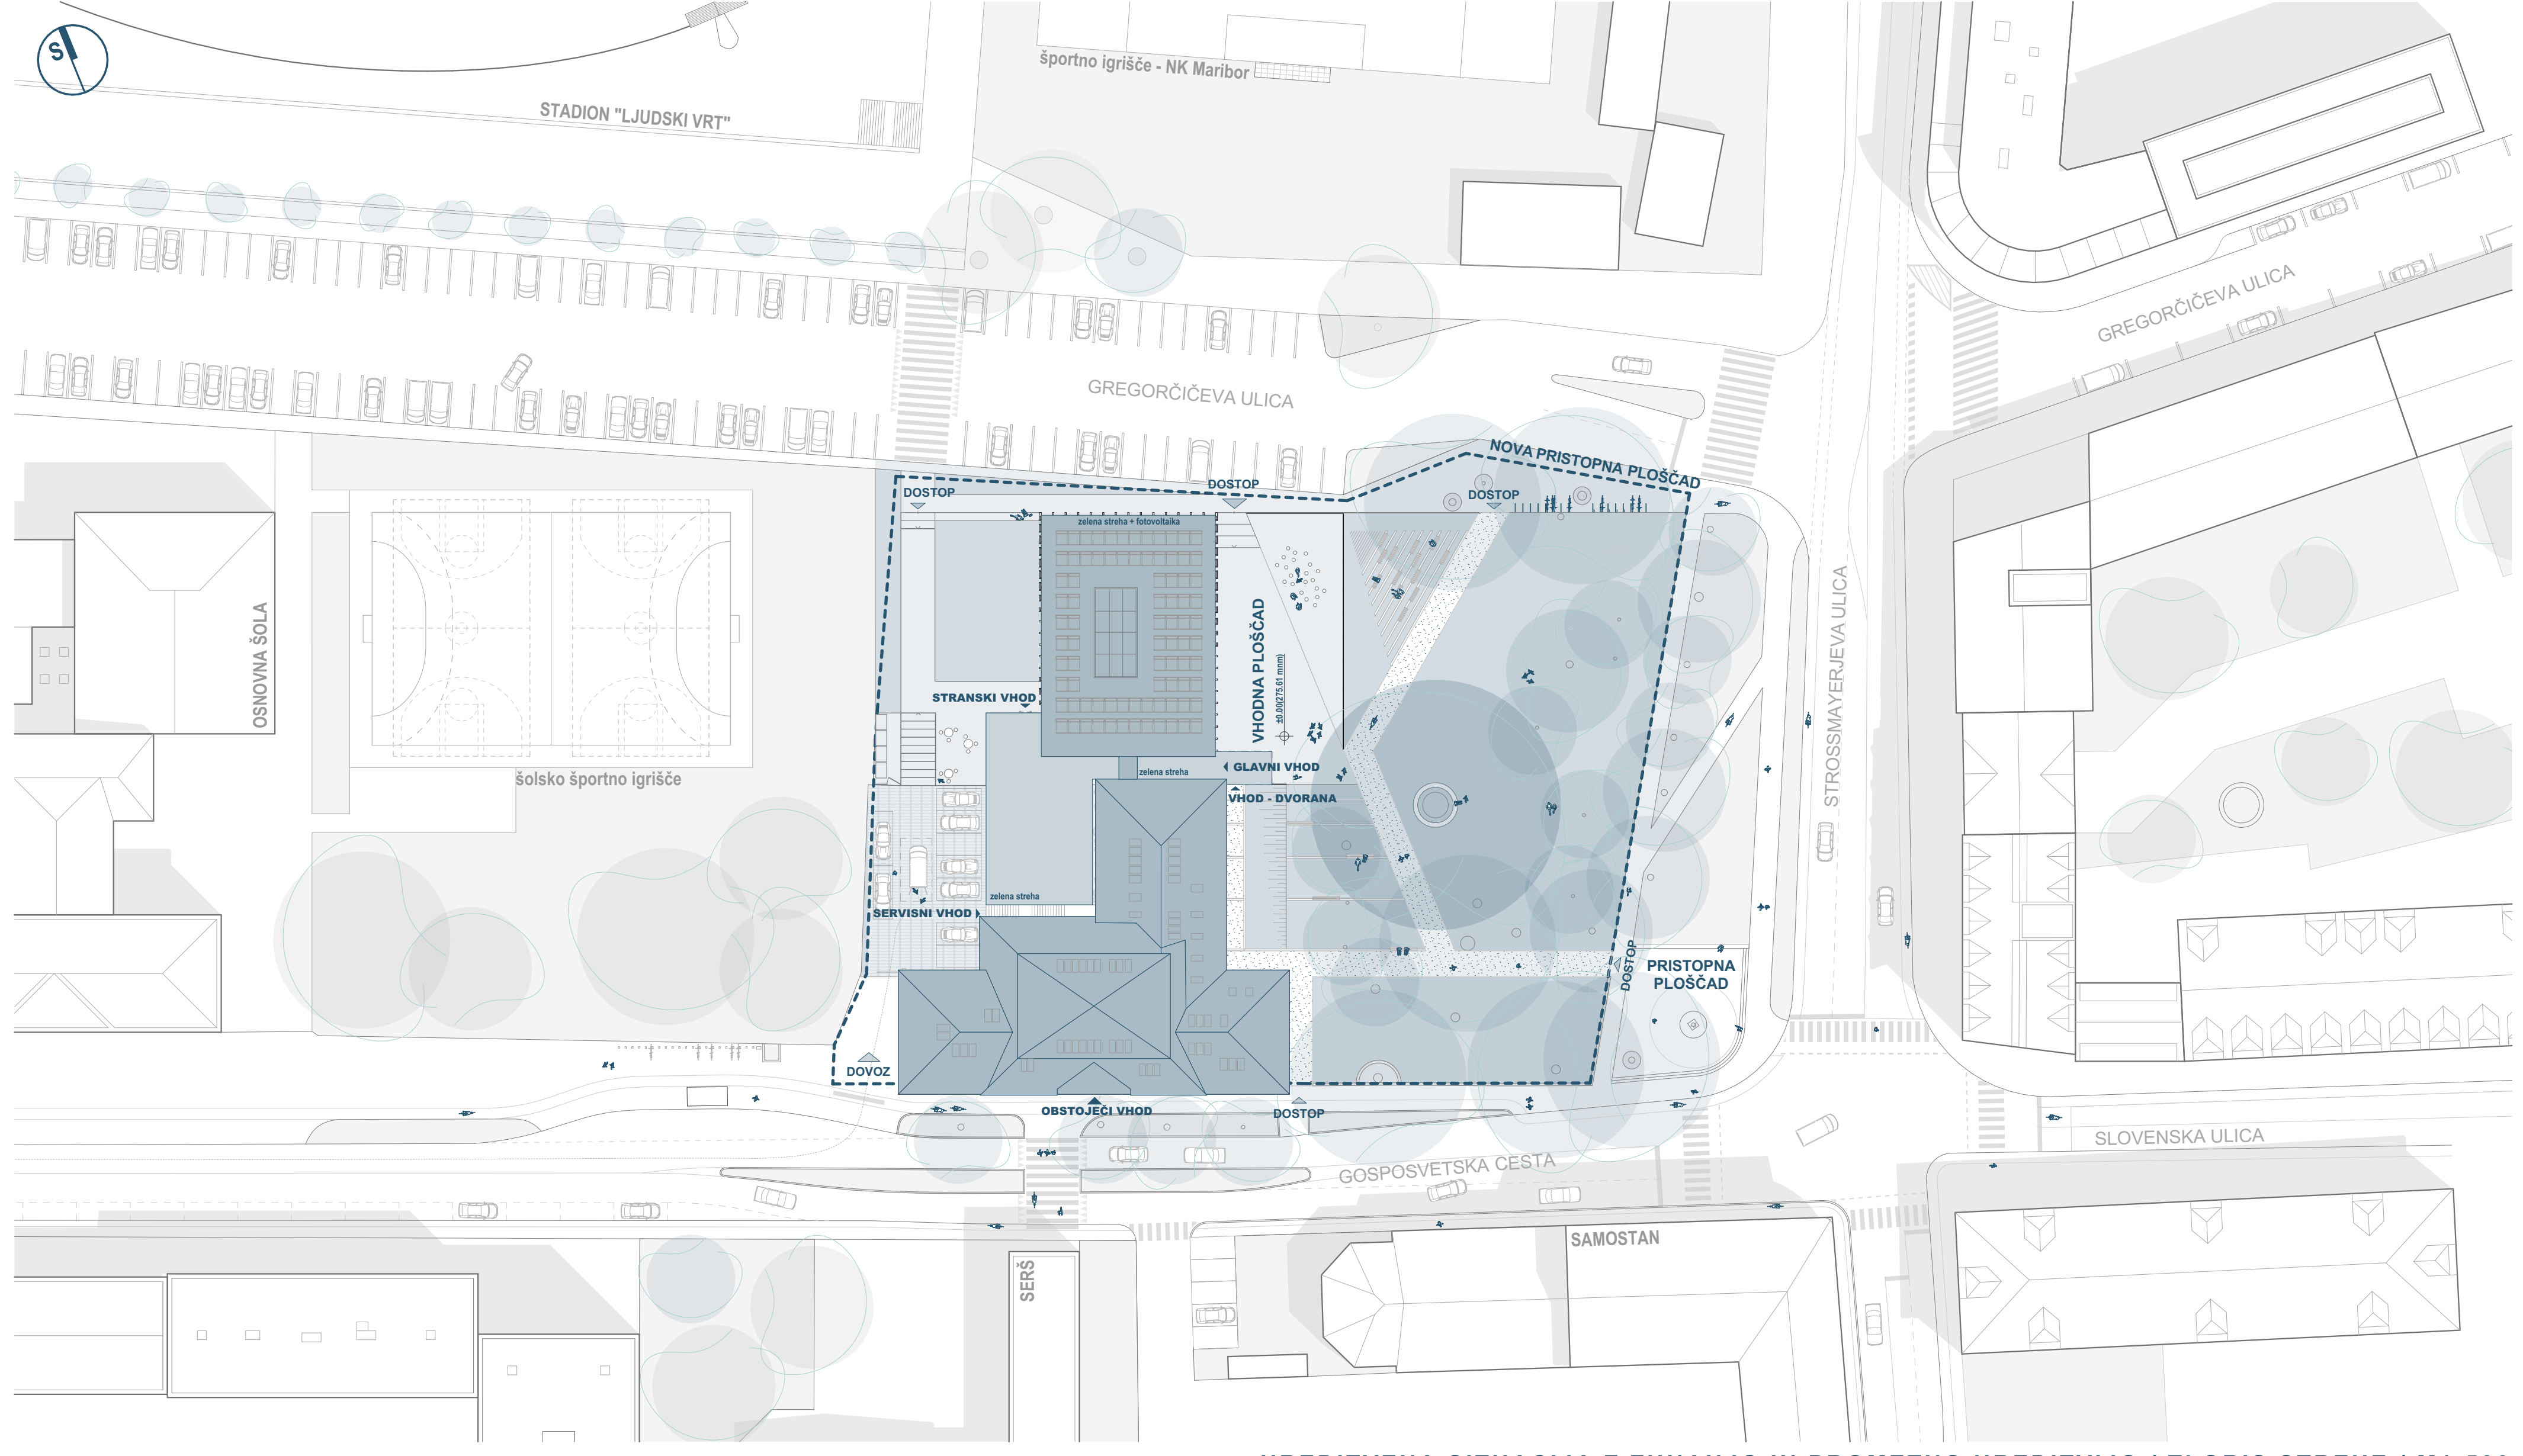 S
športno igrišče - NK Maribor
STADION "LJUDSKI VRT"
GREGORČIČEVA ULICA
GREGORČIČEVA ULICA
NOVA PRISTOPNA PLOŠČAD
DOSTOP
DOSTOP
DOSTOP
zelena streha + fotovoltaika
OSNOVNA ŠOLA
VHODNA PLOŠČAD
±0.00(275.61 mnm)
STROSSMAYERJEVA ULICA
STRANSKI VHOD
šolsko športno igrišče
zelena streha
GLAVNI VHOD
VHOD - DVORANA
zelena streha
SERVISNI VHOD
DOSTOP
PRISTOPNA
PLOŠČAD
DOVOZ
OBSTOJEČI VHOD
DOSTOP
SLOVENSKA ULICA
GOSPOSVETSKA CESTA
SAMOSTAN
SERŠ